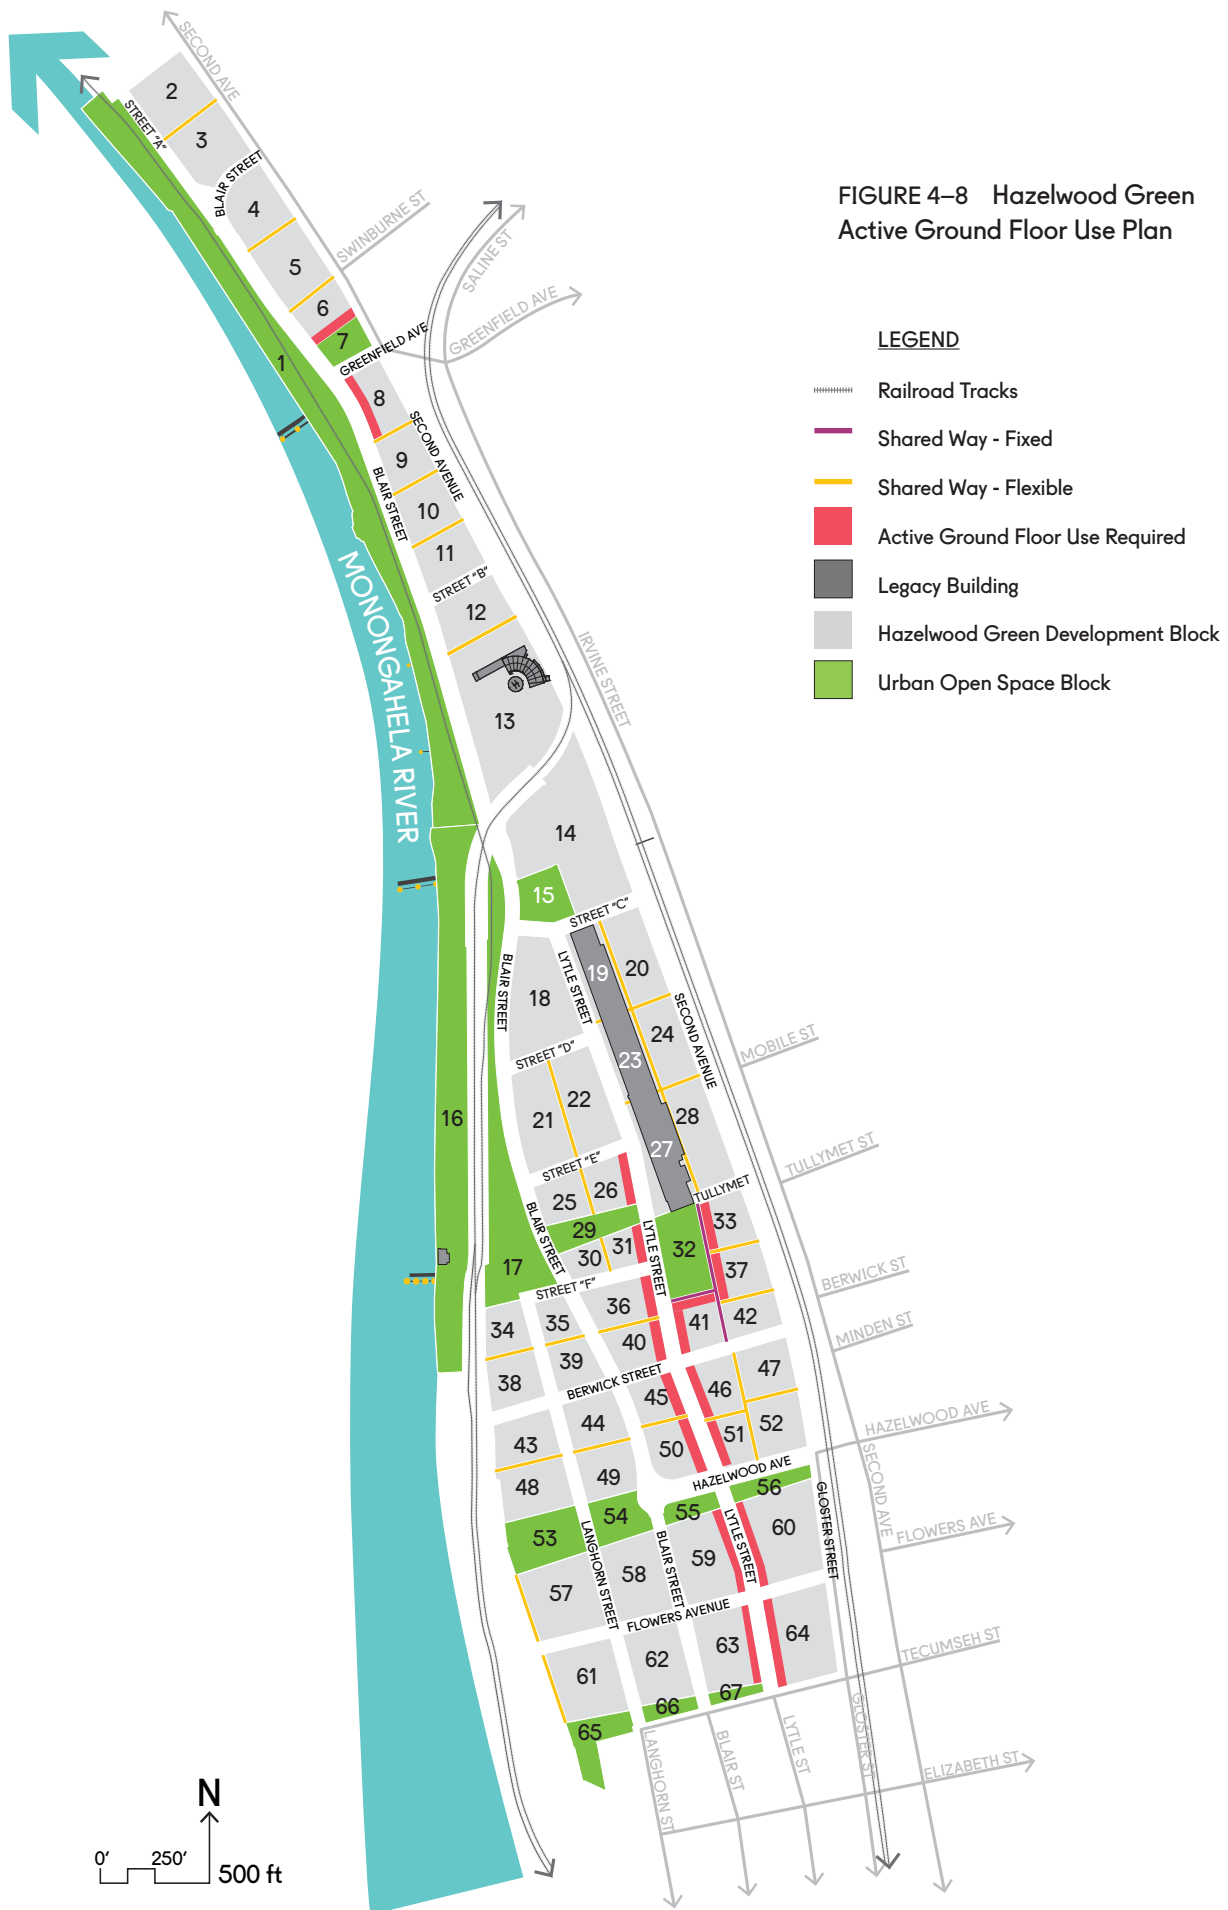 FIGURE 4–8 Hazelwood Green
Active Ground Floor Use Plan
LEGEND
Railroad Tracks
Shared Way - Fixed
Shared Way - Flexible
Active Ground Floor Use Required
Legacy Building
Hazelwood Green Development Block
Urban Open Space Block
SECOND AVE
2
STREET "A"
3
BLAIR STREET
4
SWINBURNE ST
5
SALINE ST
6
7
GREENFIELD AVE
GREENFIELD AVE
1
8
SECOND AVENUE
9
BLAIR STREET
10
11
STREET "B"
12
MONONGAHELA RIVER
IRVINE STREET
13
14
15
STREET "C"
BLAIR STREET
LYTLE STREET
19
20
18
SECOND AVENUE
24
MOBILE ST
STREET "D"
23
22
21
16
28
27
TULLYMET ST
STREET "E"
TULLYMET
25
26
BLAIR STREET
29
33
LYTLE STREET
32
31
30
17
37
BERWICK ST
STREET "F"
36
35
34
41
42
MINDEN ST
40
39
38
BERWICK STREET
47
46
45
HAZELWOOD AVE
44
43
52
51
50
SECOND AVE
HAZELWOOD AVE
49
48
56
55
54
53
GLOSTER STREET
FLOWERS AVE
LANGHORN STREET
BLAIR STREET
LYTLE STREET
60
59
58
57
FLOWERS AVENUE
64
63
62
61
TECUMSEH ST
67
66
65
LANGHORN ST
BLAIR ST
LYTLE ST
GLOSTER ST
ELIZABETH ST
N
0' 250' 500 ft